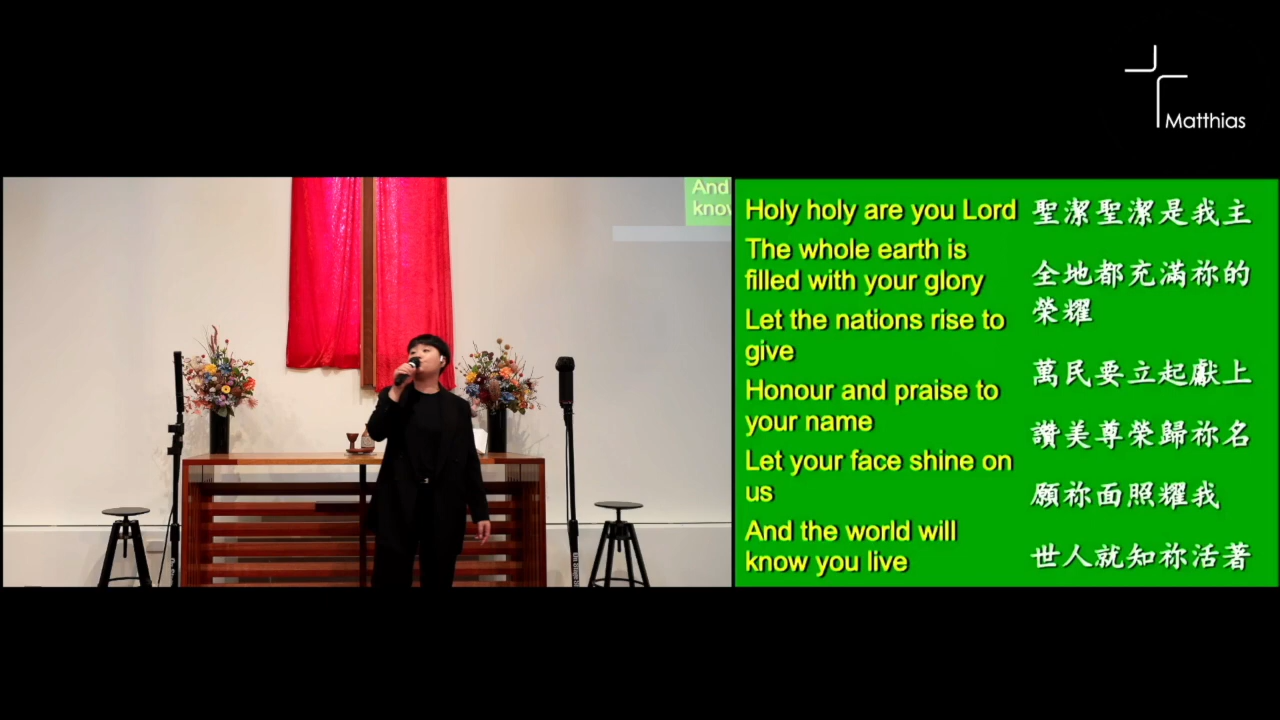 Matthias
And
know
Holy holy are you Lord
The whole earth is
filled with your glory
Let the nations rise to
give
Honour and praise to
your name
Let your face shine on
us
And the world will
know you live
聖潔聖潔是我主
全地都充滿祢的
榮耀
萬民要立起獻上
讚美尊榮歸祢名
願祢面照耀我
世人就知祢活著